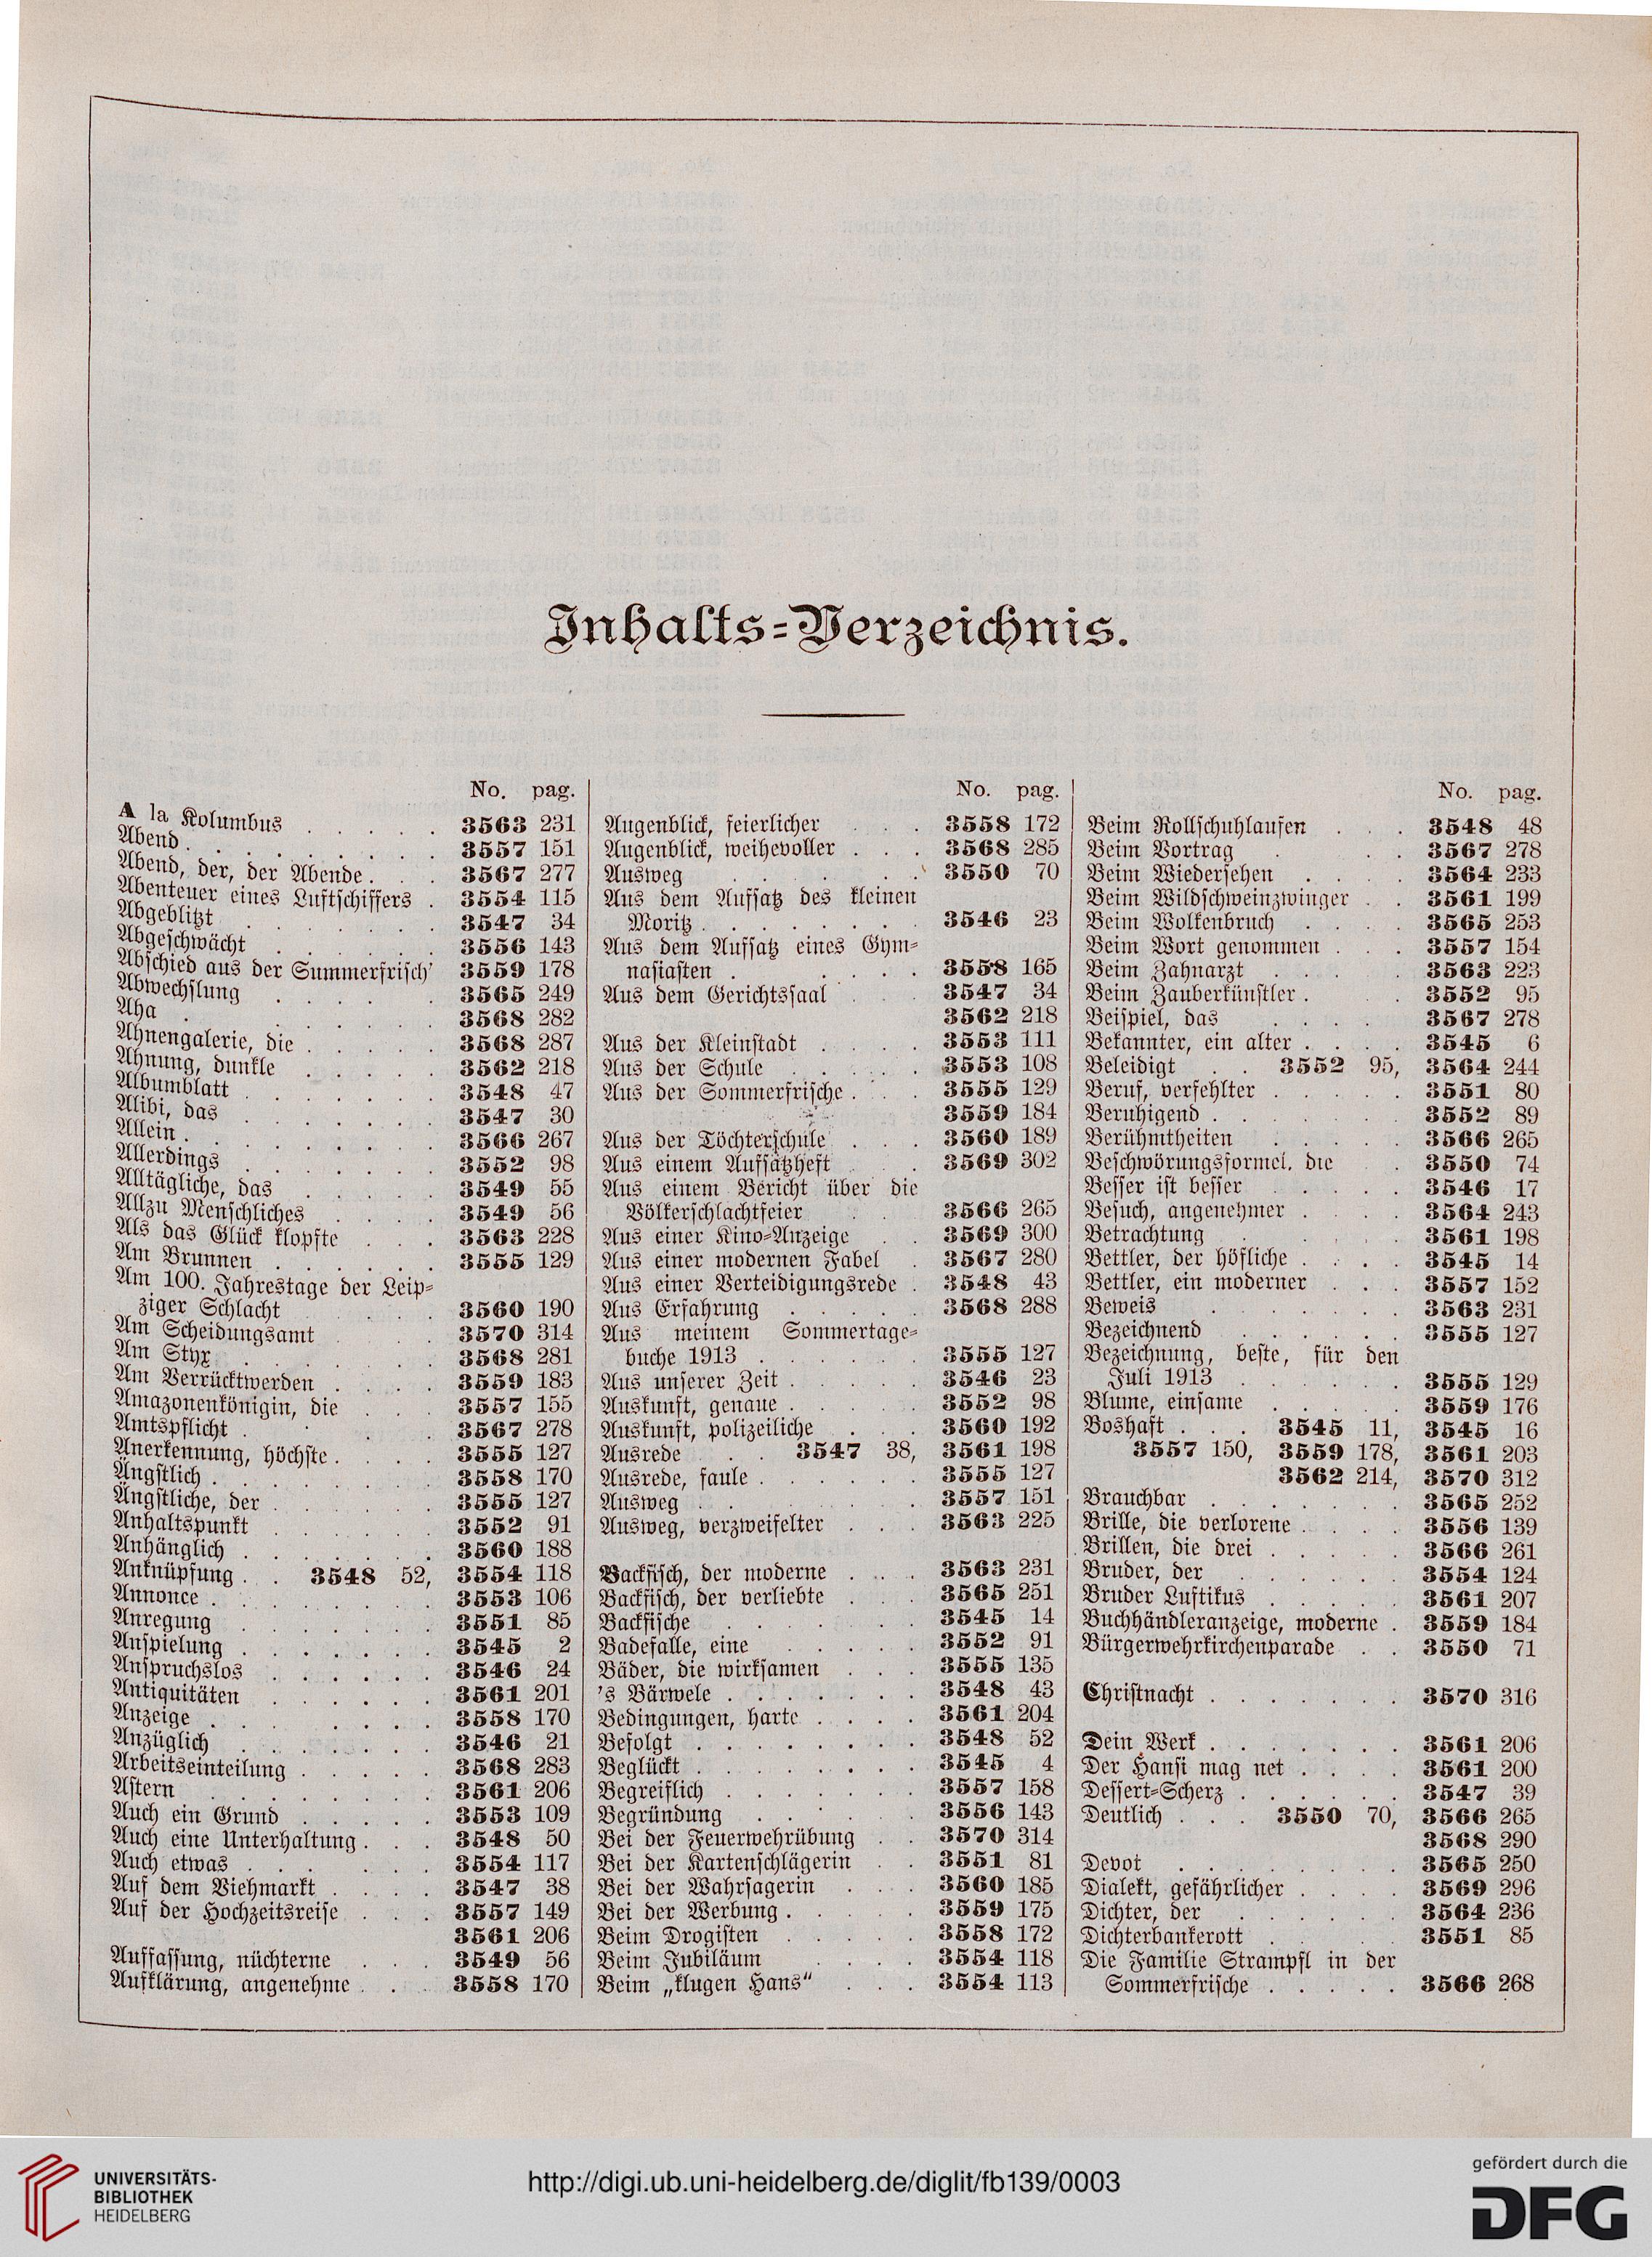 Inhalts-Verzeichnis.
No. pag.
A la Kolumbus . . . . . 3563 231
Abend . . . . . . . . . 3557 151
Abend, der, der Abende . . . 3567 277
Abenteuer eines Luftschiffers . 3554 115
Abgeblitzt . . . . . . . 3547 34
Abgeschwächt . . . . . . 3556 143
Abschied aus der Summerfrisch' 3559 178
Abwechslung . . . . . . 3565 249
Aha . . . . . . . . . 3568 282
Ahnengalerie, die . . . . . 3568 287
Ahnung, dunkle . . . . . 3562 218
Albumblatt . . . . . . . 3548 47
Alibi, das . . . . . . . 3547 30
Allein . . . . . . . . . 3566 267
Allerdings . . . . . . . 3552 98
Alltägliche, das . . . . . 3549 55
Allzu Menschliches . . . . 3549 56
Als das Glück klopfte . . . 3563 228
Am Brunnen . . . . . . 3555 129
Am 100. Jahrestage der Leip-
ziger Schlacht . . . . . 3560 190
Am Scheidungsamt . . . . 3570 314
Am Styx . . . . . . . 3568 281
Am Verrücktwerden . . . . 3559 183
Amazonenkönigin, die . . . 3557 155
Amtspflicht . . . . . . . 3567 278
Anerkennung, höchste . . . . 3555 127
Ängstlich . . . . . . . . 3558 170
Ängstliche, der . . . . . . 3555 127
Anhaltspunkt . . . . . . 3552 91
Anhänglich . . . . . . . 3560 188
Anknüpfung . . 3548 52, 3554 118
Annonce . . . . . . . . 3553 106
Anregung . . . . . . . 3551 85
Anspielung . . . . . . . 3545 2
Anspruchslos . . . . . . 3546 24
Antiquitäten . . . . . . 3561 201
Anzeige . . . . . . . . 3558 170
Anzüglich . . . . . . . 3546 21
Arbeitseinteilung . . . . . 3568 283
Astern . . . . . . . . 3561 206
Auch ein Grund . . . . . 3553 109
Auch eine Unterhaltung . . . 3548 50
Auch etwas . . . . . . . 3554 117
Auf dem Viehmarkt . . . . 3547 38
Auf der Hochzeitsreise . . . 3557 149
3561 206
Auffassung, nüchterne . . . 3549 56
Aufklärung, angenehme . . 3558 170
No. pag.
Augenblick, feierlicher . . . 3558 172
Augenblick, weihevoller . . . 3568 285
Ausweg . . . . . . . 3550 70
Aus dem Aufsatz des kleinen
Moritz . . . . . . . . 3546 23
Aus dem Aufsatz eines Gym-
nasiasten . . . . . 3558 165
Aus dem Gerichtssaal . . . 3547 34
3562 218
Aus der Kleinstadt . . . . 3553 111
Aus der Schule . . . . . 3553 108
Aus der Sommerfrische . . . 3555 129
3559 184
Aus der Töchterschule . . . 3560 189
Aus einem Aufsatzheft . . . 3569 302
Aus einem Bericht über die
Völkerschlachtfeier . . . 3566 265
Aus einer Kino-Anzeige . . 3569 300
Aus einer modernen Fabel . 3567 280
Aus einer Verteidigungsrede . 3548 43
Aus Erfahrung . . . . . 3568 288
Aus meinem Sommertage-
buche 1913 . . . . . . 3555 127
Aus unserer Zeit . . . . . 3546 23
Auskunft, genaue . . . . . 3552 98
Auskunft, polizeiliche . . . 3560 192
Ausrede . . . 3547 38, 3561 198
Ausrede, faule . . . . . . 3555 127
Ausweg . . . . . . . . 3557 151
Ausweg, verzweifelter . . . 3563 225
Backfisch, der moderne . . . 3563 231
Backfisch, der verliebte . . . 3565 251
Backfische . . . . . . . 3545 14
Badefalle, eine . . . . . 3552 91
Bäder, die wirksamen . . . 3555 135
's Bärwele . . . . . . . 3548 43
Bedingungen, harte . . . . 3561 204
Befolgt . . . . . . . . 3548 52
Beglückt . . . . . . . . 3545 4
Begreiflich . . . . . . . 3557 158
Begründung . . . . . . 3556 143
Bei der Feuerwehrübung . . 3570 314
Bei der Kartenschlägerin . . 3551 81
Bei der Wahrsagerin . . . 3560 185
Bei der Werbung . . . . . 3559 175
Beim Drogisten . . . . . 3558 172
Beim Jubiläum . . . . . 3554 118
Beim „klugen Hans“ . . . 3554 113
No. pag.
Beim Rollschuhlaufen . . . 3548 48
Beim Vortrag . . . . . 3567 278
Beim Wiedersehen . . . . 3564 233
Beim Wildschweinzwinger . . 3561 199
Beim Wolkenbruch . . . . 3565 253
Beim Wort genommen . . . 3557 154
Beim Zahnarzt . . . . . 3563 223
Beim Zauberkünstler . . . . 3552 95
Beispiel, das . . . . . . 3567 278
Bekannter, ein alter . . . . 3545 6
Beleidigt . . 3552 95, 3564 244
Beruf, verfehlter . . . . . 3551 80
Beruhigend . . . . . . . 3552 89
Berühmtheiten . . . . . 3566 265
Beschwörungsformel, die . . 3550 74
Besser ist besser . . . . . 3546 17
Besuch, angenehmer . . . . 3564 243
Betrachtung . . . . . . 3561 198
Bettler, der höfliche . . . . 3545 14
Bettler, ein moderner . . . 3557 152
Beweis . . . . . . . . 3563 231
Bezeichnend . . . . . . 3555 127
Bezeichnung, beste, für den
Juli 1913 . . . . . . 3555 129
Blume, einsame . . . . . 3559 176
Boshaft . . . 3545 11, 3545 16
3557 150, 3559 178, 3561 203
3562 214, 3570 312
Brauchbar . . . . . . . 3565 252
Brille, die verlorene . . . . 3556 139
Brillen, die drei . . . . . 3566 261
Bruder, der . . . . . . 3554 124
Bruder Luftikus . . . . . 3561 207
Buchhändleranzeige, moderne . 3559 184
Bürgerwehrkirchenparade . . 3550 71
Christnacht . . . . . . . 3570 316
Dein Werk . . . . . . . 3561 206
Der Hansi mag net . . . . 3561 200
Dessert-Scherz . . . . . . 3547 39
Deutlich . . . 3550 70, 3566 265
3568 290
Devot . . . . . . . . 3565 250
Dialekt, gefährlicher . . . . 3569 296
Dichter, der . . . . . . 3564 236
Dichterbankerott . . . . . 3551 85
Die Familie Strampfl in der
Sommerfrische . . . . . 3566 268
UNIVERSITÄTS-
BIBLIOTHEK
HEIDELBERG
http://digi.ub.uni-heidelberg.de/diglit/fb139/0003
gefördert durch die
DFG